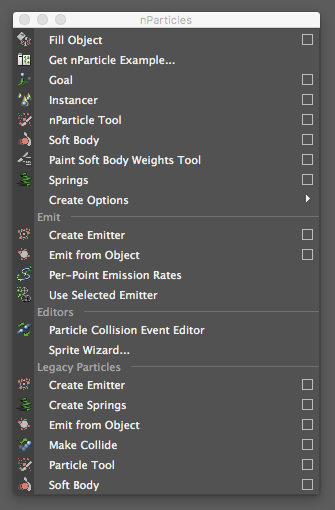 nParticles
Fill Object
Get nParticle Example...
Goal
Instancer
nParticle Tool
Soft Body
Paint Soft Body Weights Tool
Springs
Create Options
Emit
Create Emitter
Emit from Object
Per-Point Emission Rates
Use Selected Emitter
Editors
Particle Collision Event Editor
Sprite Wizard...
Legacy Particles
Create Emitter
Create Springs
Emit from Object
Make Collide
Particle Tool
Soft Body